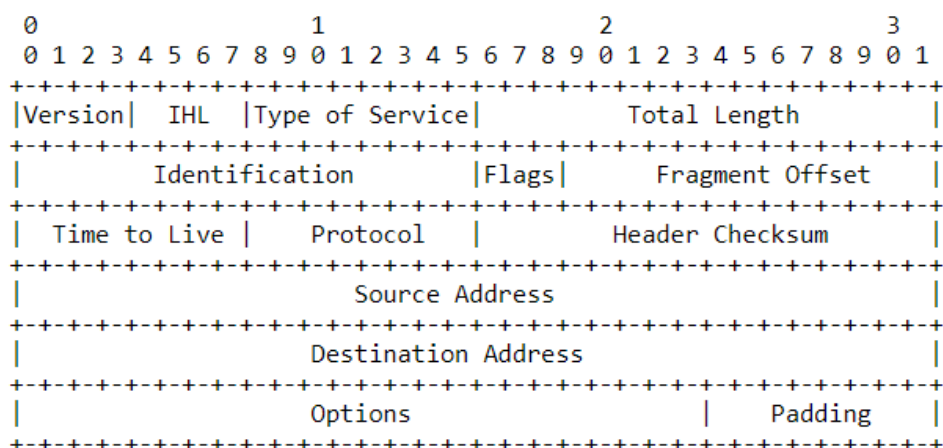 0                   1                   2                   3
 0 1 2 3 4 5 6 7 8 9 0 1 2 3 4 5 6 7 8 9 0 1 2 3 4 5 6 7 8 9 0 1
+-+-+-+-+-+-+-+-+-+-+-+-+-+-+-+-+-+-+-+-+-+-+-+-+-+-+-+-+-+-+-+-+
|Version|  IHL  |Type of Service|          Total Length         |
+-+-+-+-+-+-+-+-+-+-+-+-+-+-+-+-+-+-+-+-+-+-+-+-+-+-+-+-+-+-+-+-+
|         Identification        |Flags|      Fragment Offset    |
+-+-+-+-+-+-+-+-+-+-+-+-+-+-+-+-+-+-+-+-+-+-+-+-+-+-+-+-+-+-+-+-+
|  Time to Live |    Protocol   |         Header Checksum       |
+-+-+-+-+-+-+-+-+-+-+-+-+-+-+-+-+-+-+-+-+-+-+-+-+-+-+-+-+-+-+-+-+
|                       Source Address                          |
+-+-+-+-+-+-+-+-+-+-+-+-+-+-+-+-+-+-+-+-+-+-+-+-+-+-+-+-+-+-+-+-+
|                    Destination Address                        |
+-+-+-+-+-+-+-+-+-+-+-+-+-+-+-+-+-+-+-+-+-+-+-+-+-+-+-+-+-+-+-+-+
|                    Options                    |    Padding    |
+-+-+-+-+-+-+-+-+-+-+-+-+-+-+-+-+-+-+-+-+-+-+-+-+-+-+-+-+-+-+-+-+